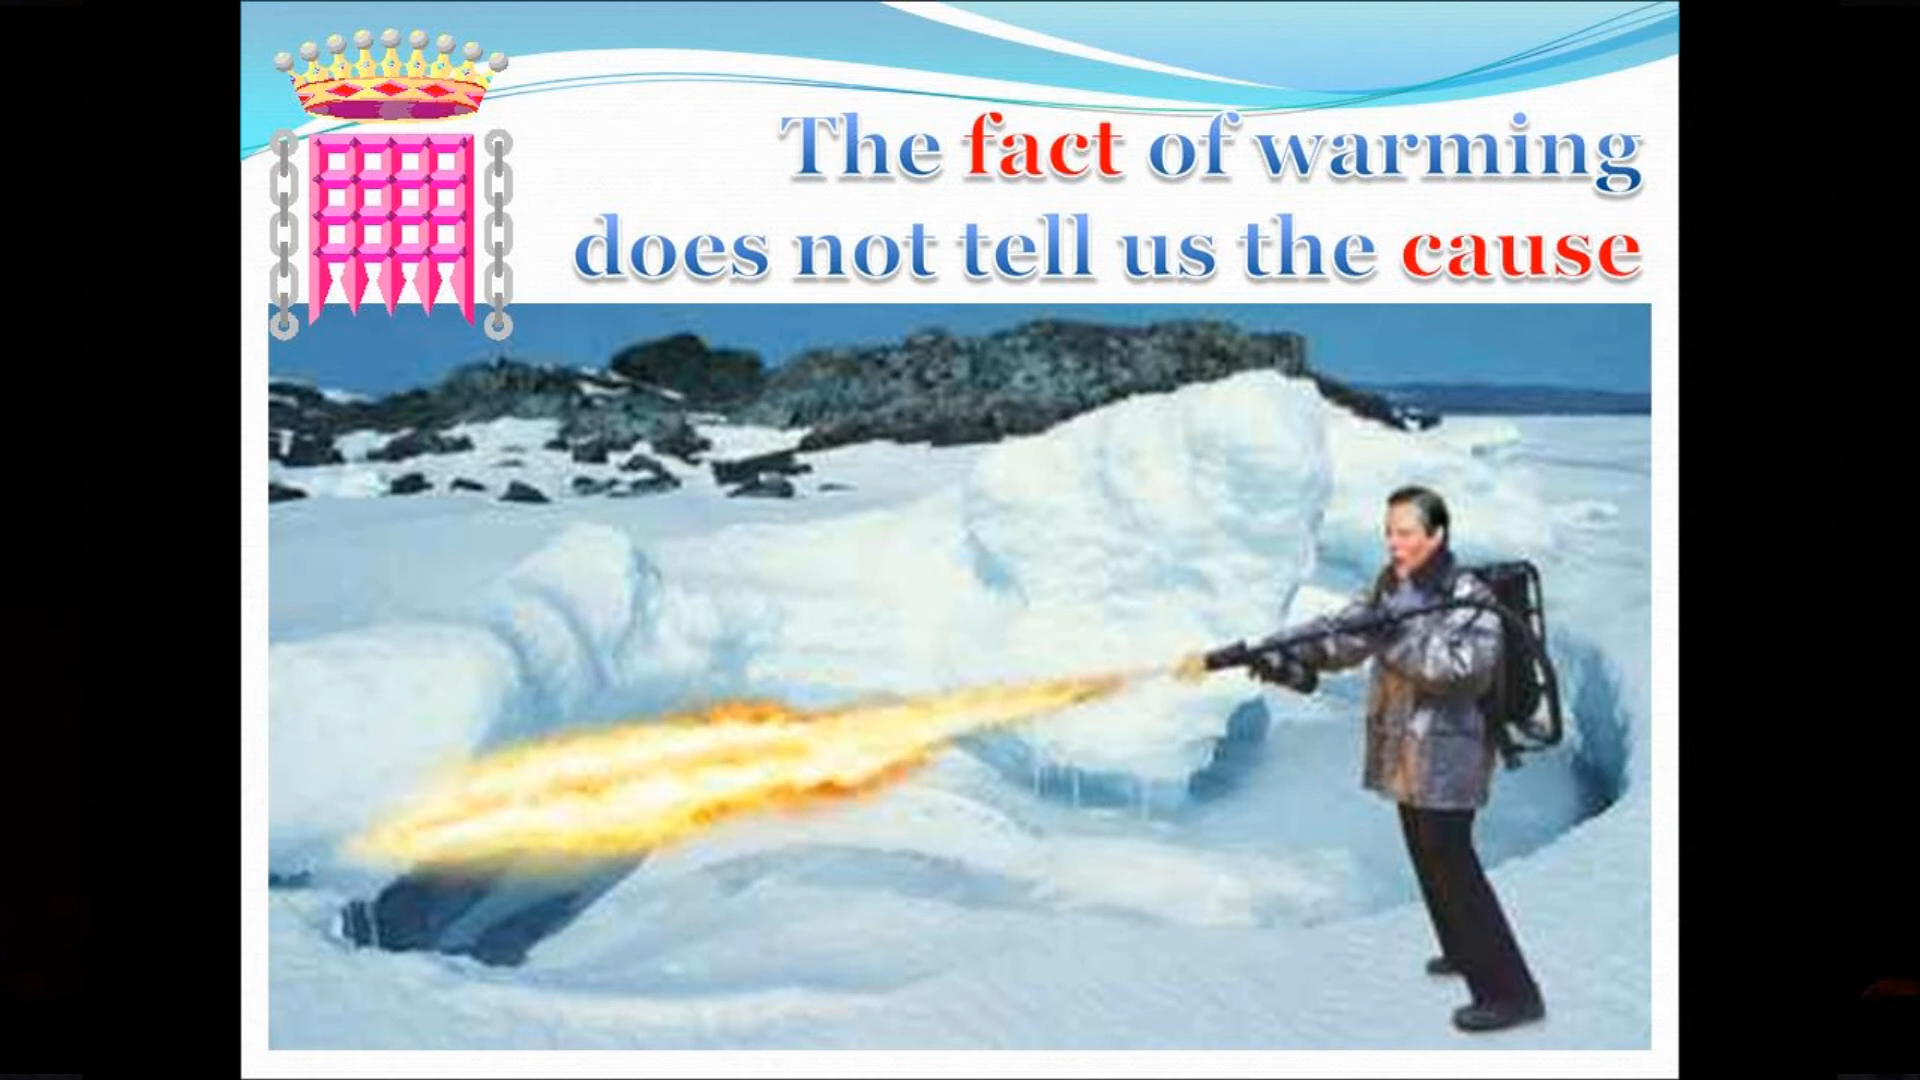 The fact of warming
does not tell us the cause